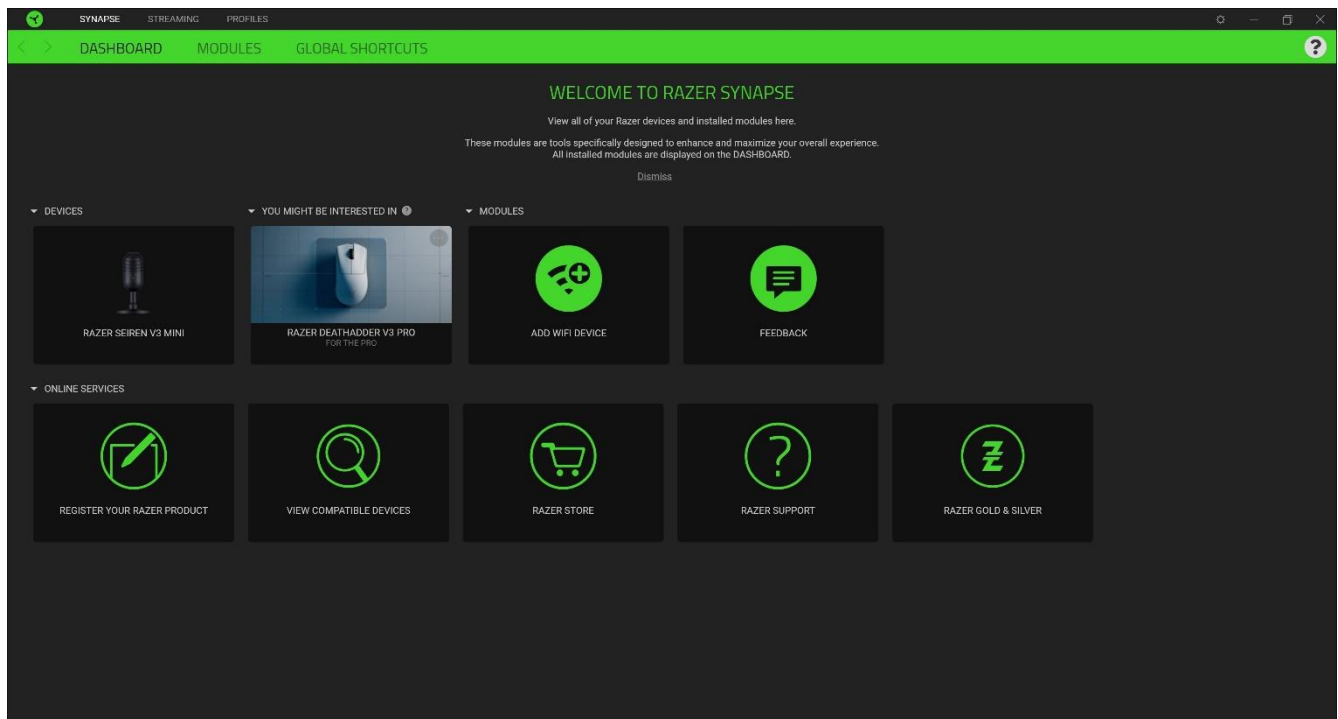 SYNAPSE STREAMING PROFILES
DASHBOARD MODULES GLOBAL SHORTCUTS
?
WELCOME TO RAZER SYNAPSE
View all of your Razer devices and installed modules here.
These modules are tools specifically designed to enhance and maximize your overall experience.
All installed modules are displayed on the DASHBOARD.
Dismiss
DEVICES
YOU MIGHT BE INTERESTED IN ?
MODULES
RAZER SEIREN V3 MINI
RAZER DEATHADDER V3 PRO
FOR THE PRO
ADD WIFI DEVICE
FEEDBACK
ONLINE SERVICES
REGISTER YOUR RAZER PRODUCT
VIEW COMPATIBLE DEVICES
RAZER STORE
RAZER SUPPORT
RAZER GOLD & SILVER